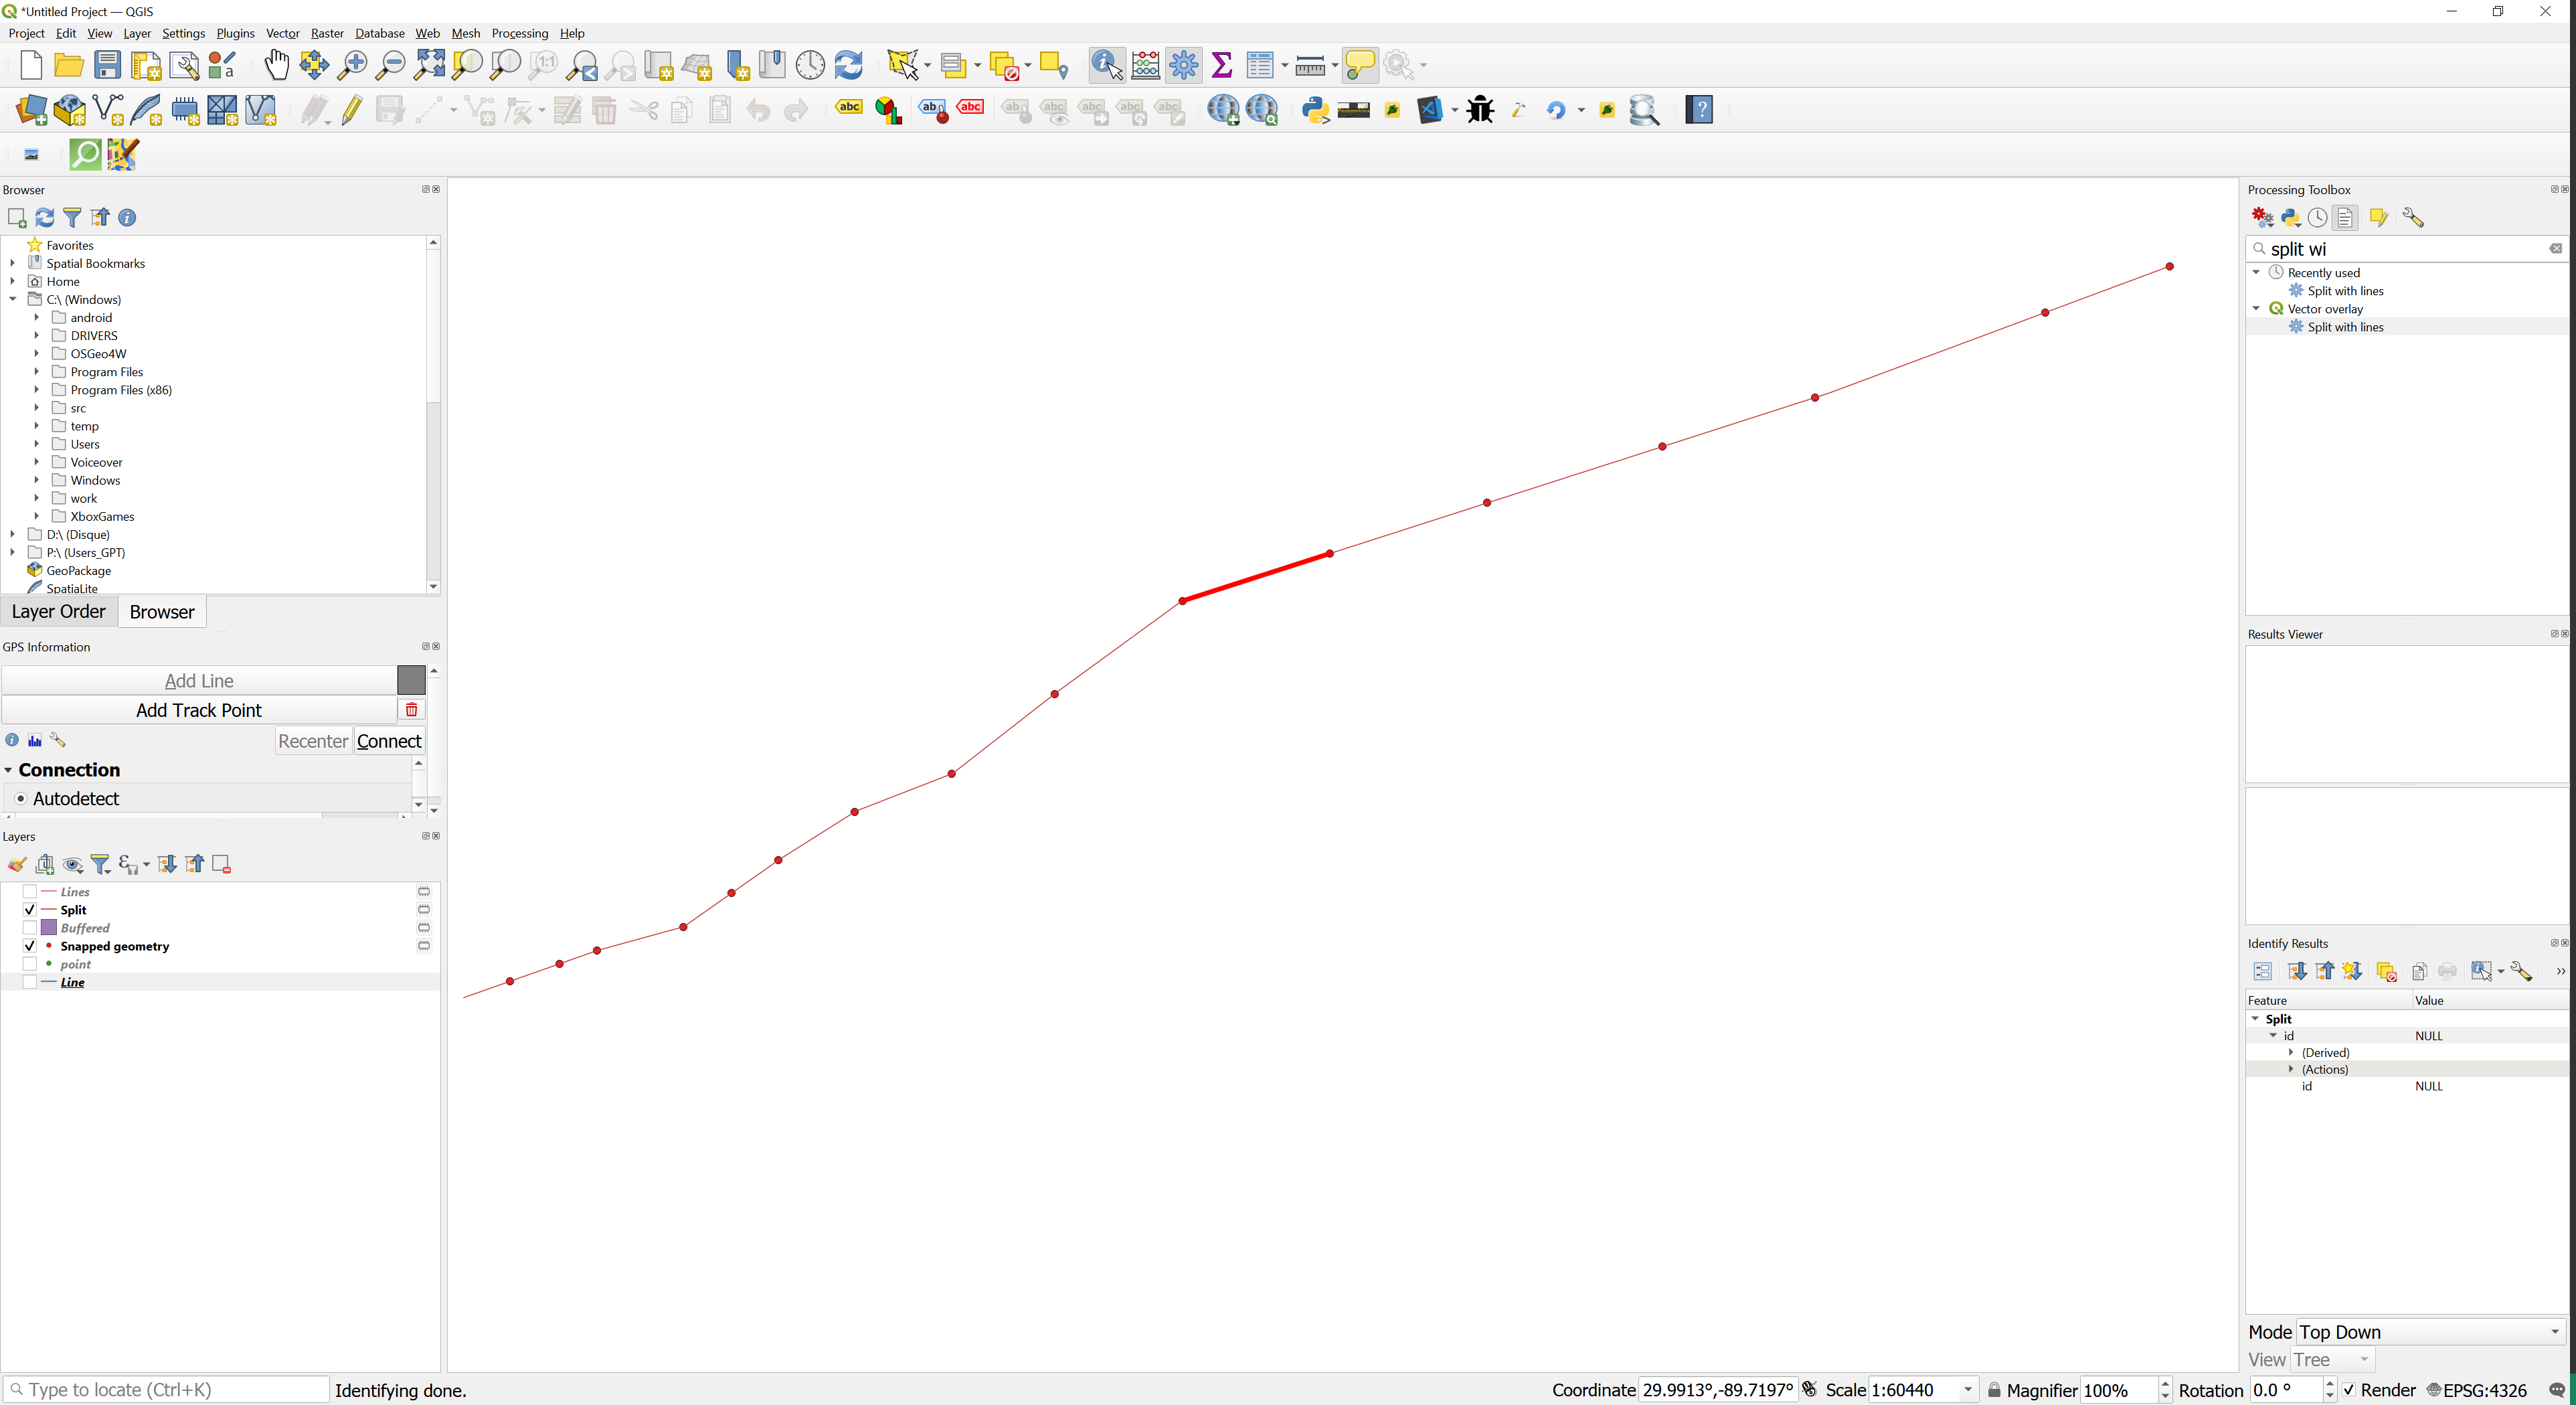 *Untitled Project — QGIS
Project Edit View Layer Settings Plugins Vector Raster Database Web Mesh Processing Help
Browser
Favorites
Spatial Bookmarks
Home
C:\ (Windows)
android
DRIVERS
OSGeo4W
Program Files
Program Files (x86)
src
temp
Users
Voiceover
Windows
work
XboxGames
D:\ (Disque)
P:\ (Users_GPT)
GeoPackage
SpatiaLite
Layer Order Browser
GPS Information
Add Line
Add Track Point
Recenter Connect
Connection
Autodetect
Layers
Lines
Split
Buffered
Snapped geometry
point
Line
Processing Toolbox
split wi
Recently used
Split with lines
Vector overlay
Split with lines
Results Viewer
Identify Results
Feature Value
Split
id NULL
(Derived)
(Actions)
id NULL
Mode Top Down
View Tree
Type to locate (Ctrl+K) Identifying done. Coordinate 29.9913°,-89.7197° Scale 1:60440 Magnifier 100% Rotation 0.0 ° Render EPSG:4326